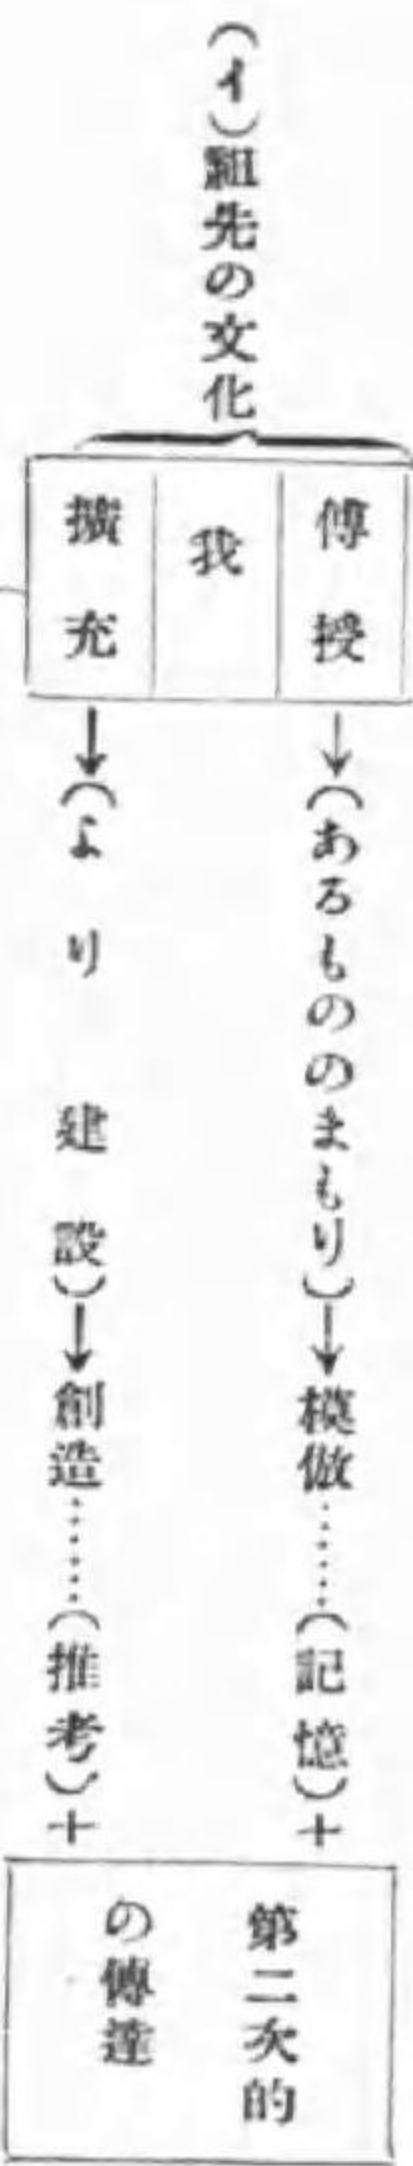 (イ)祖先の文化
傳授→(あるもののまもり)→模倣……(記憶)+
我
擴充→(より建設)→創造……(推考)+
第二次的
の傳達